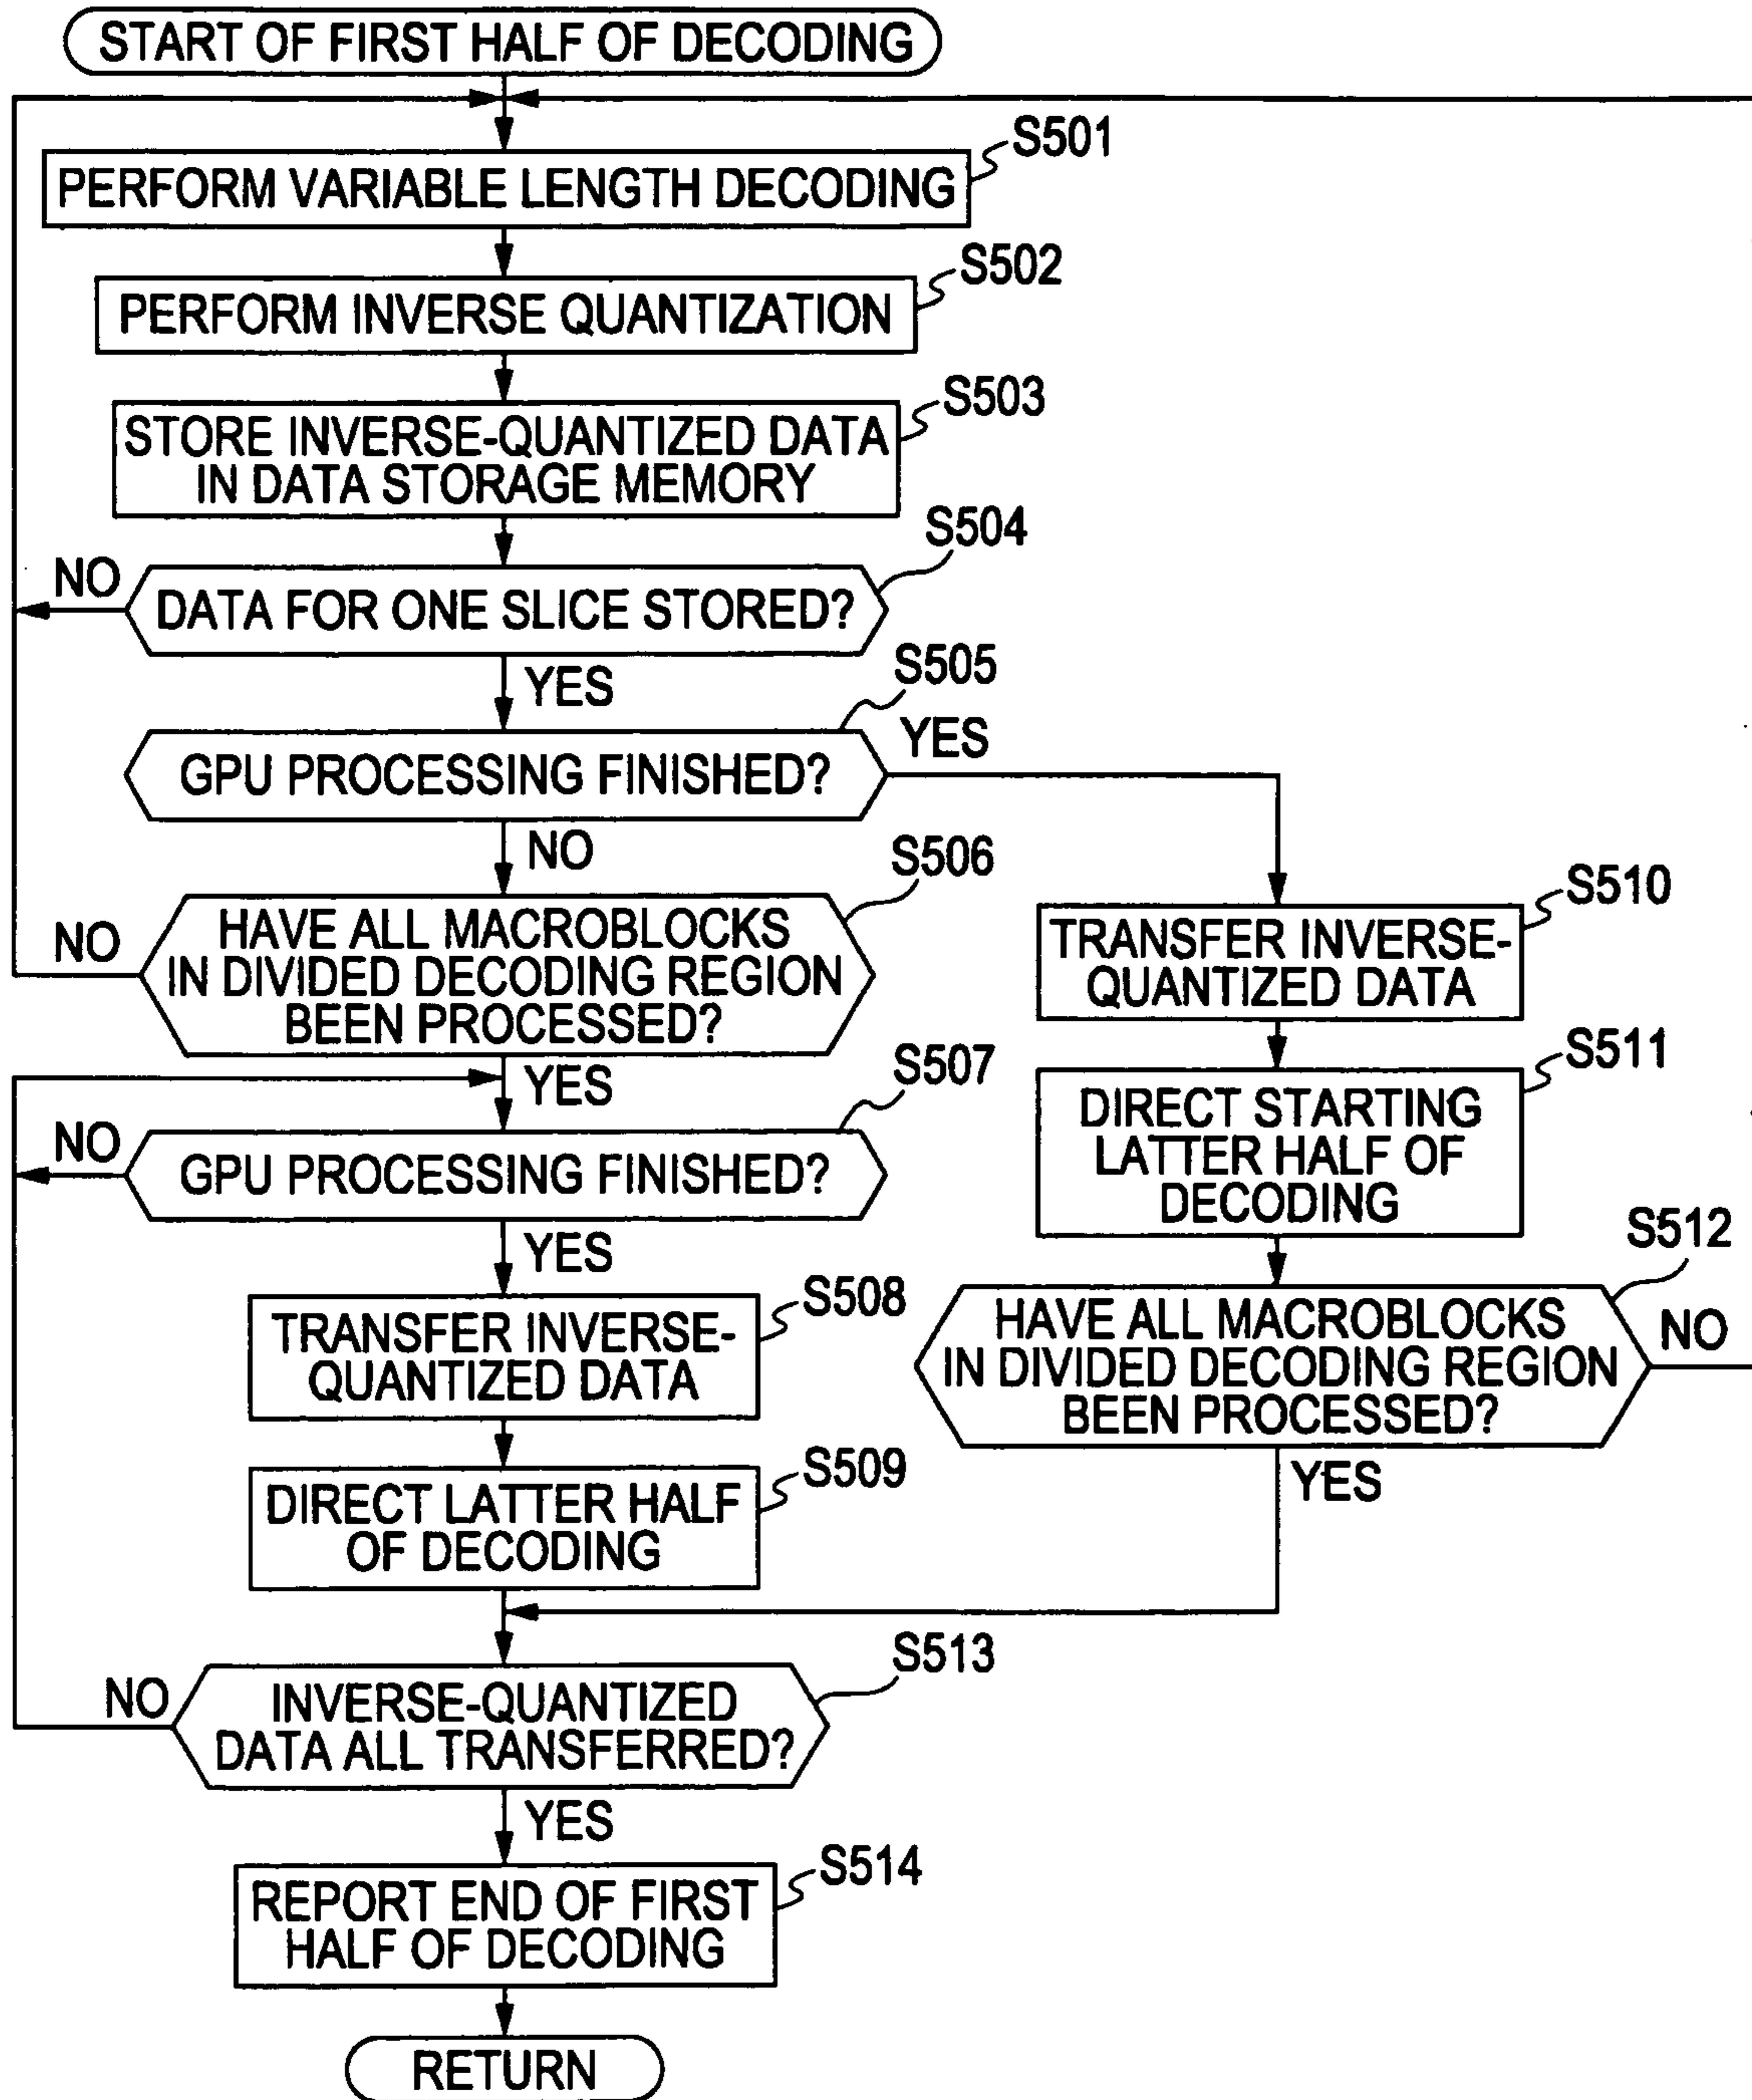 START OF FIRST HALF OF DECODING
S501
PERFORM VARIABLE LENGTH DECODING
S502
PERFORM INVERSE QUANTIZATION
S503
STORE INVERSE-QUANTIZED DATA
IN DATA STORAGE MEMORY
S504
NO
DATA FOR ONE SLICE STORED?
YES
S505
GPU PROCESSING FINISHED?
YES
NO
S506
NO
HAVE ALL MACROBLOCKS
IN DIVIDED DECODING REGION
BEEN PROCESSED?
YES
S507
NO
GPU PROCESSING FINISHED?
YES
S508
TRANSFER INVERSE-
QUANTIZED DATA
S509
DIRECT LATTER HALF
OF DECODING
S510
TRANSFER INVERSE-
QUANTIZED DATA
S511
DIRECT STARTING
LATTER HALF OF
DECODING
S512
HAVE ALL MACROBLOCKS
IN DIVIDED DECODING REGION
BEEN PROCESSED?
NO
YES
S513
NO
INVERSE-QUANTIZED
DATA ALL TRANSFERRED?
YES
S514
REPORT END OF FIRST
HALF OF DECODING
RETURN